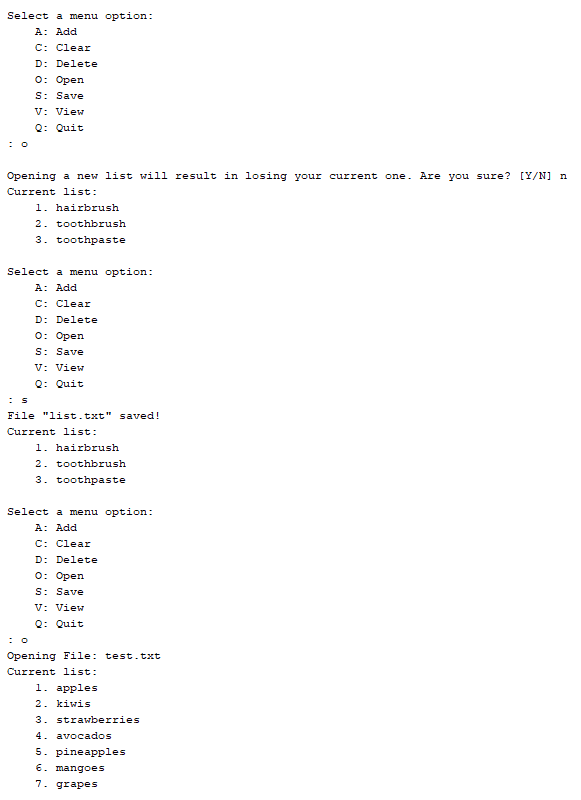 Select a menu option:
A: Add
C: Clear
D: Delete
O: Open
S: Save
V: View
Q: Quit
: o
Opening a new list will result in losing your current one. Are you sure? [Y/N] n
Current list:
1. hairbrush
2. toothbrush
3. toothpaste
Select a menu option:
A: Add
C: Clear
D: Delete
O: Open
S: Save
V: View
Q: Quit
: s
File "list.txt" saved!
Current list:
1. hairbrush
2. toothbrush
3. toothpaste
Select a menu option:
A: Add
C: Clear
D: Delete
O: Open
S: Save
V: View
Q: Quit
: o
Opening File: test.txt
Current list:
1. apples
2. kiwis
3. strawberries
4. avocados
5. pineapples
6. mangoes
7. grapes